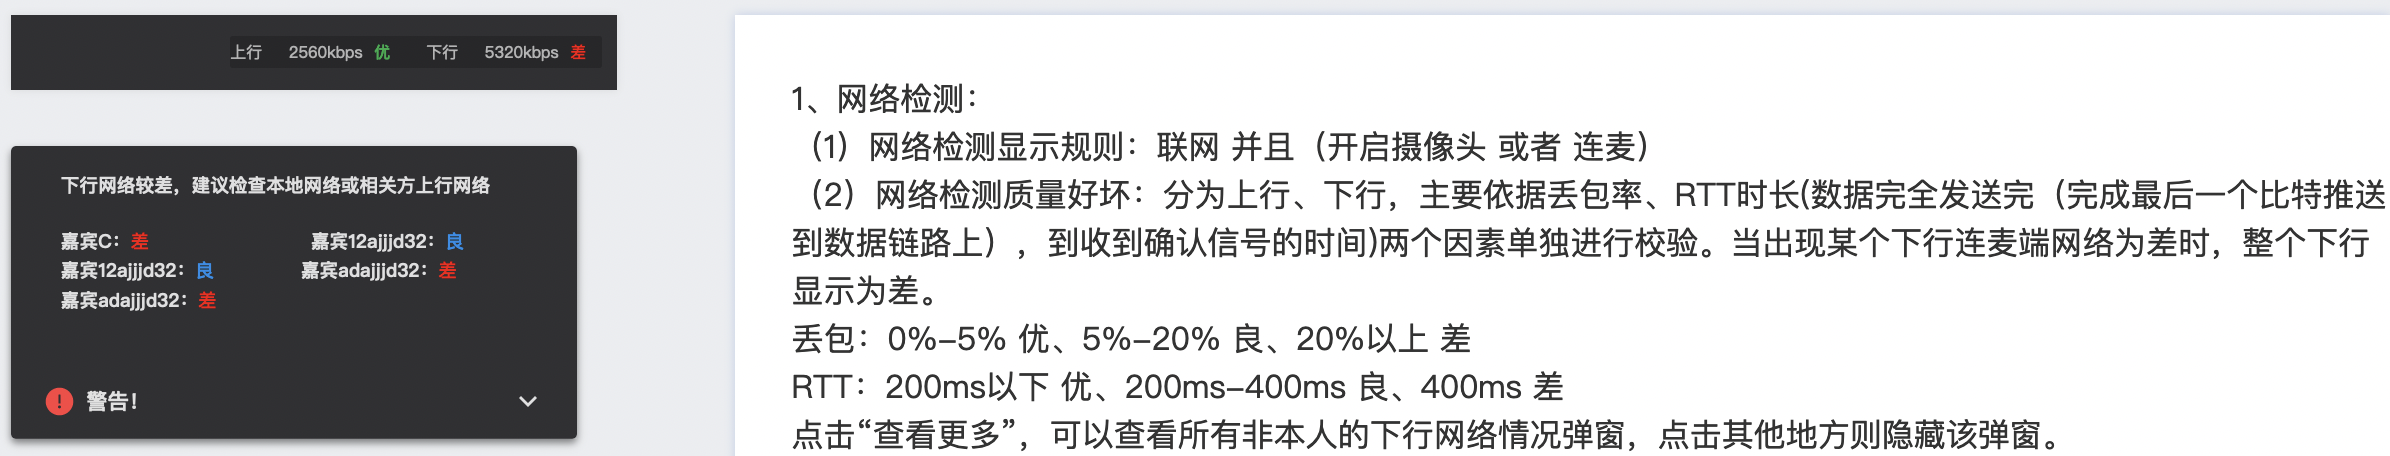 上行 2560kbps 优 下行 5320kbps 差
下行网络较差，建议检查本地网络或相关方上行网络
嘉宾C：差 嘉宾12ajjjd32：良
嘉宾12ajjjd32：良 嘉宾adajjjd32：差
嘉宾adajjjd32：差
! 警告！
1、网络检测：
（1）网络检测显示规则：联网 并且（开启摄像头 或者 连麦）
（2）网络检测质量好坏：分为上行、下行，主要依据丢包率、RTT时长(数据完全发送完（完成最后一个比特推送
到数据链路上），到收到确认信号的时间)两个因素单独进行校验。当出现某个下行连麦端网络为差时，整个下行
显示为差。
丢包：0%-5% 优、5%-20% 良、20%以上 差
RTT：200ms以下 优、200ms-400ms 良、400ms 差
点击“查看更多”，可以查看所有非本人的下行网络情况弹窗，点击其他地方则隐藏该弹窗。